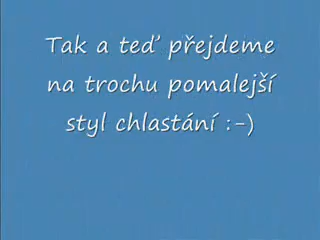 Tak a teď přejdeme
na trochu pomalejší
styl chlastání :-)